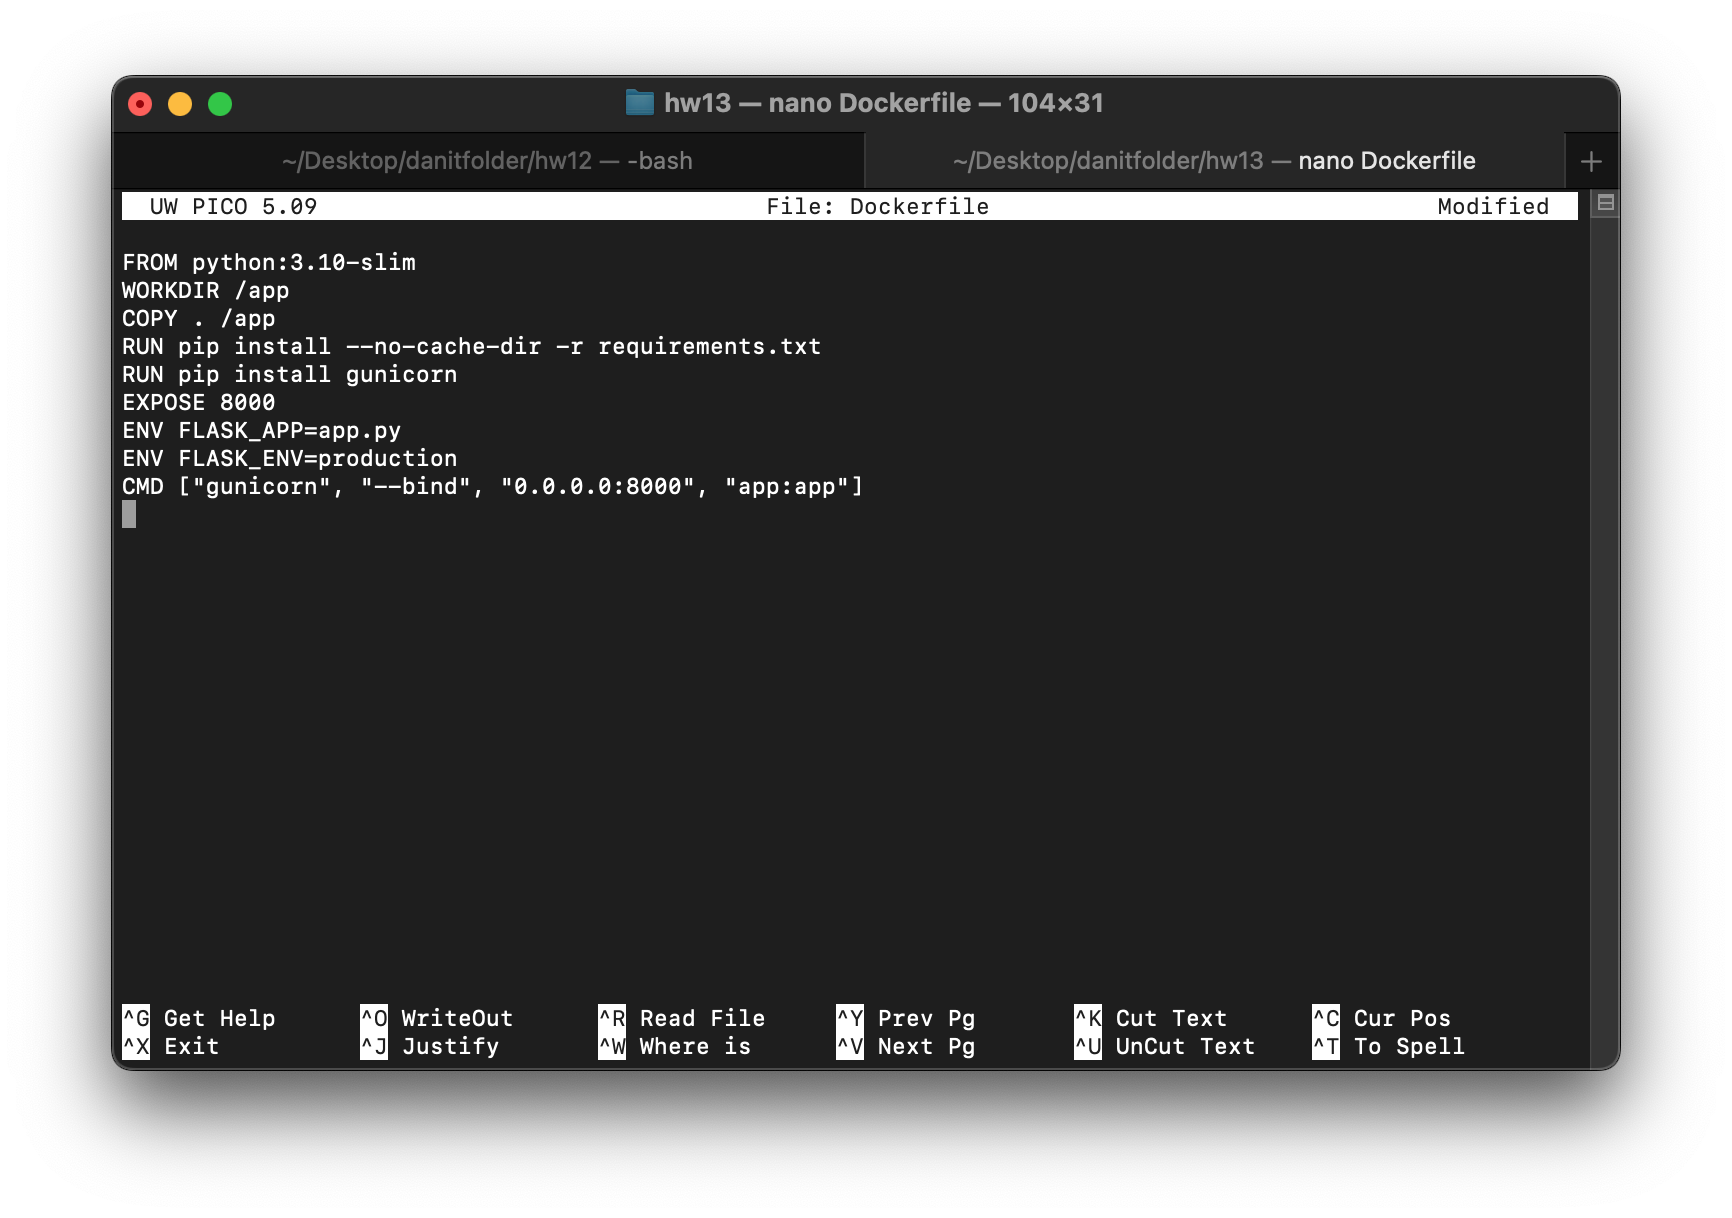 hw13 — nano Dockerfile — 104×31
~/Desktop/danitfolder/hw12 — -bash
~/Desktop/danitfolder/hw13 — nano Dockerfile
UW PICO 5.09 File: Dockerfile Modified
FROM python:3.10-slim
WORKDIR /app
COPY . /app
RUN pip install --no-cache-dir -r requirements.txt
RUN pip install gunicorn
EXPOSE 8000
ENV FLASK_APP=app.py
ENV FLASK_ENV=production
CMD ["gunicorn", "--bind", "0.0.0.0:8000", "app:app"]
^G Get Help ^O WriteOut ^R Read File ^Y Prev Pg ^K Cut Text ^C Cur Pos
^X Exit ^J Justify ^W Where is ^V Next Pg ^U UnCut Text ^T To Spell